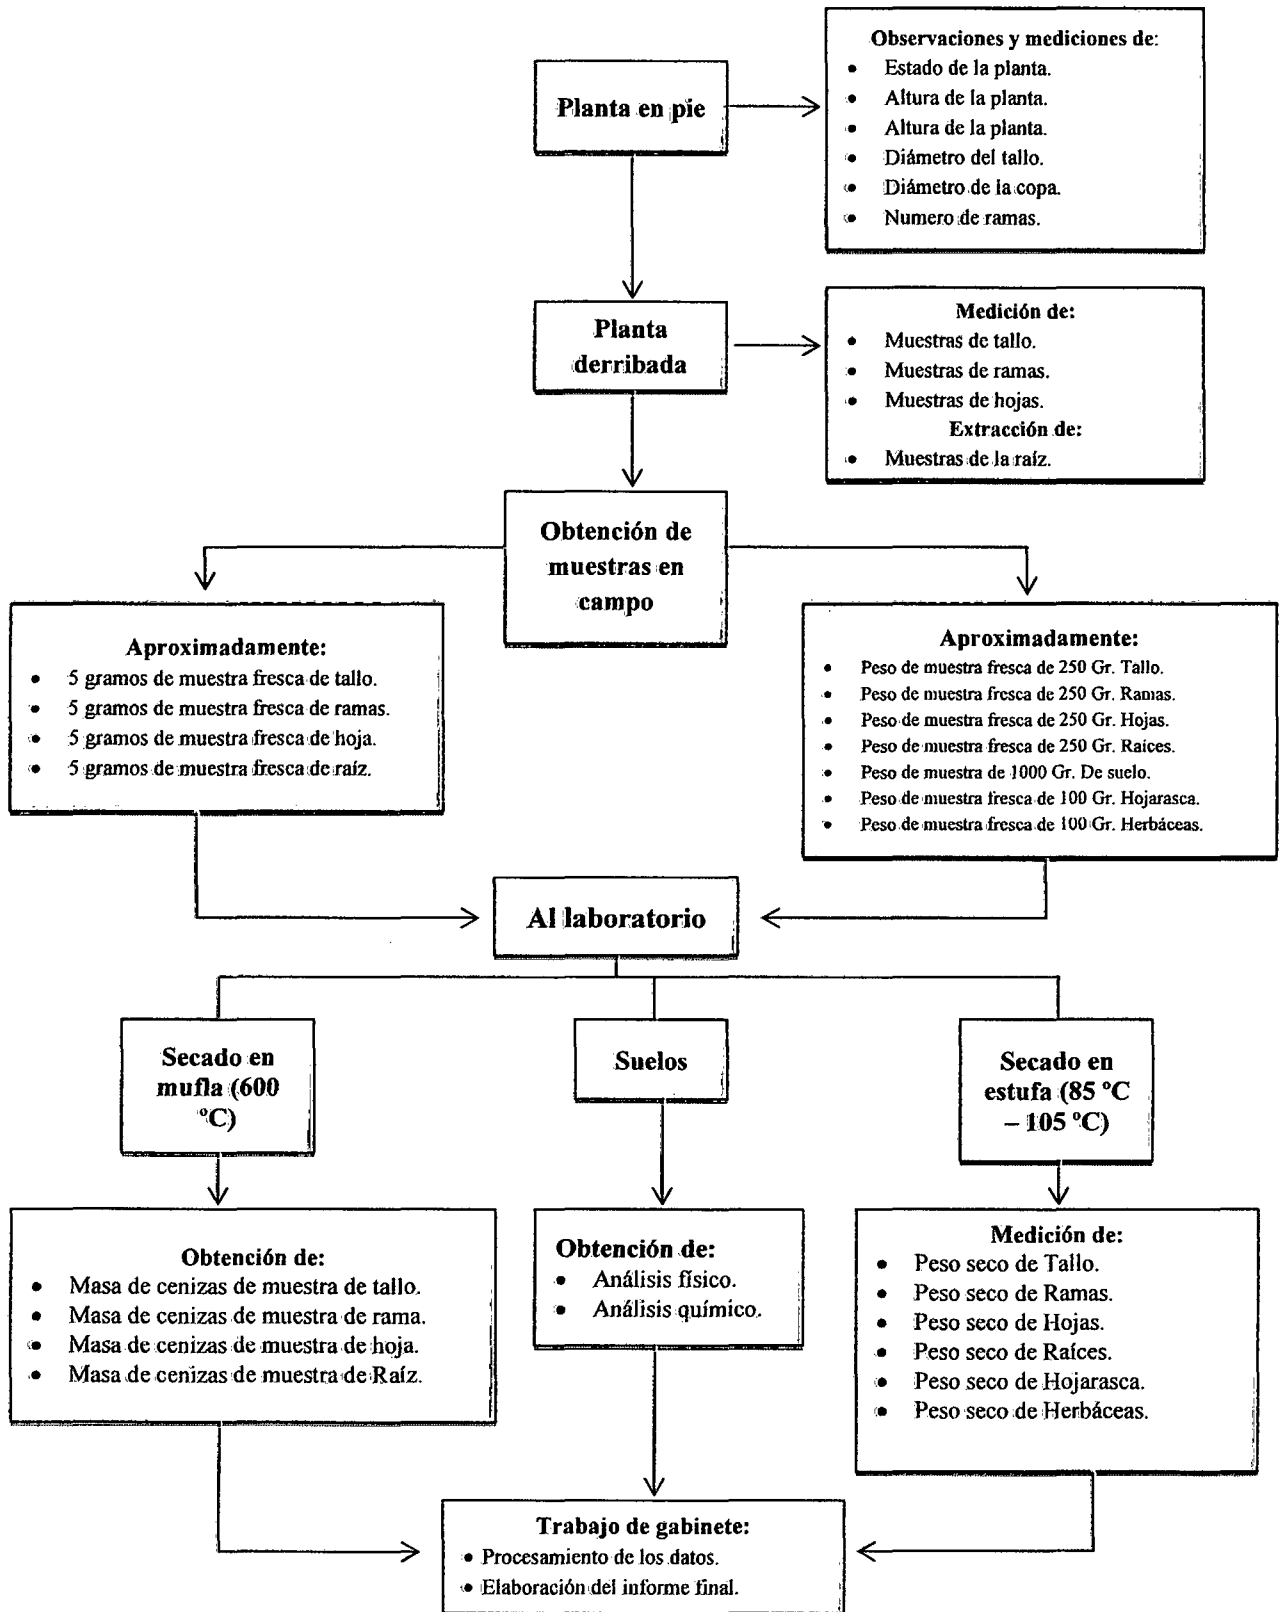 Observaciones y mediciones de:
• Estado de la planta.
• Altura de la planta.
• Altura de la planta.
• Diámetro del tallo.
• Diámetro de la copa.
• Numero de ramas.
Planta en pie
Planta
derribada
Medición de:
• Muestras de tallo.
• Muestras de ramas.
• Muestras de hojas.
Extracción de:
• Muestras de la raíz.
Obtención de
muestras en
campo
Aproximadamente:
• 5 gramos de muestra fresca de tallo.
• 5 gramos de muestra fresca de ramas.
• 5 gramos de muestra fresca de hoja.
• 5 gramos de muestra fresca de raíz.
Aproximadamente:
• Peso de muestra fresca de 250 Gr. Tallo.
• Peso de muestra fresca de 250 Gr. Ramas.
• Peso de muestra fresca de 250 Gr. Hojas.
• Peso de muestra fresca de 250 Gr. Raíces.
• Peso de muestra de 1000 Gr. De suelo.
• Peso de muestra fresca de 100 Gr. Hojarasca.
• Peso de muestra fresca de 100 Gr. Herbáceas.
Al laboratorio
Secado en
mufla (600
ºC)
Suelos
Secado en
estufa (85 ºC
– 105 ºC)
Obtención de:
• Masa de cenizas de muestra de tallo.
• Masa de cenizas de muestra de rama.
• Masa de cenizas de muestra de hoja.
• Masa de cenizas de muestra de Raíz.
Obtención de:
• Análisis físico.
• Análisis químico.
Medición de:
• Peso seco de Tallo.
• Peso seco de Ramas.
• Peso seco de Hojas.
• Peso seco de Raíces.
• Peso seco de Hojarasca.
• Peso seco de Herbáceas.
Trabajo de gabinete:
• Procesamiento de los datos.
• Elaboración del informe final.